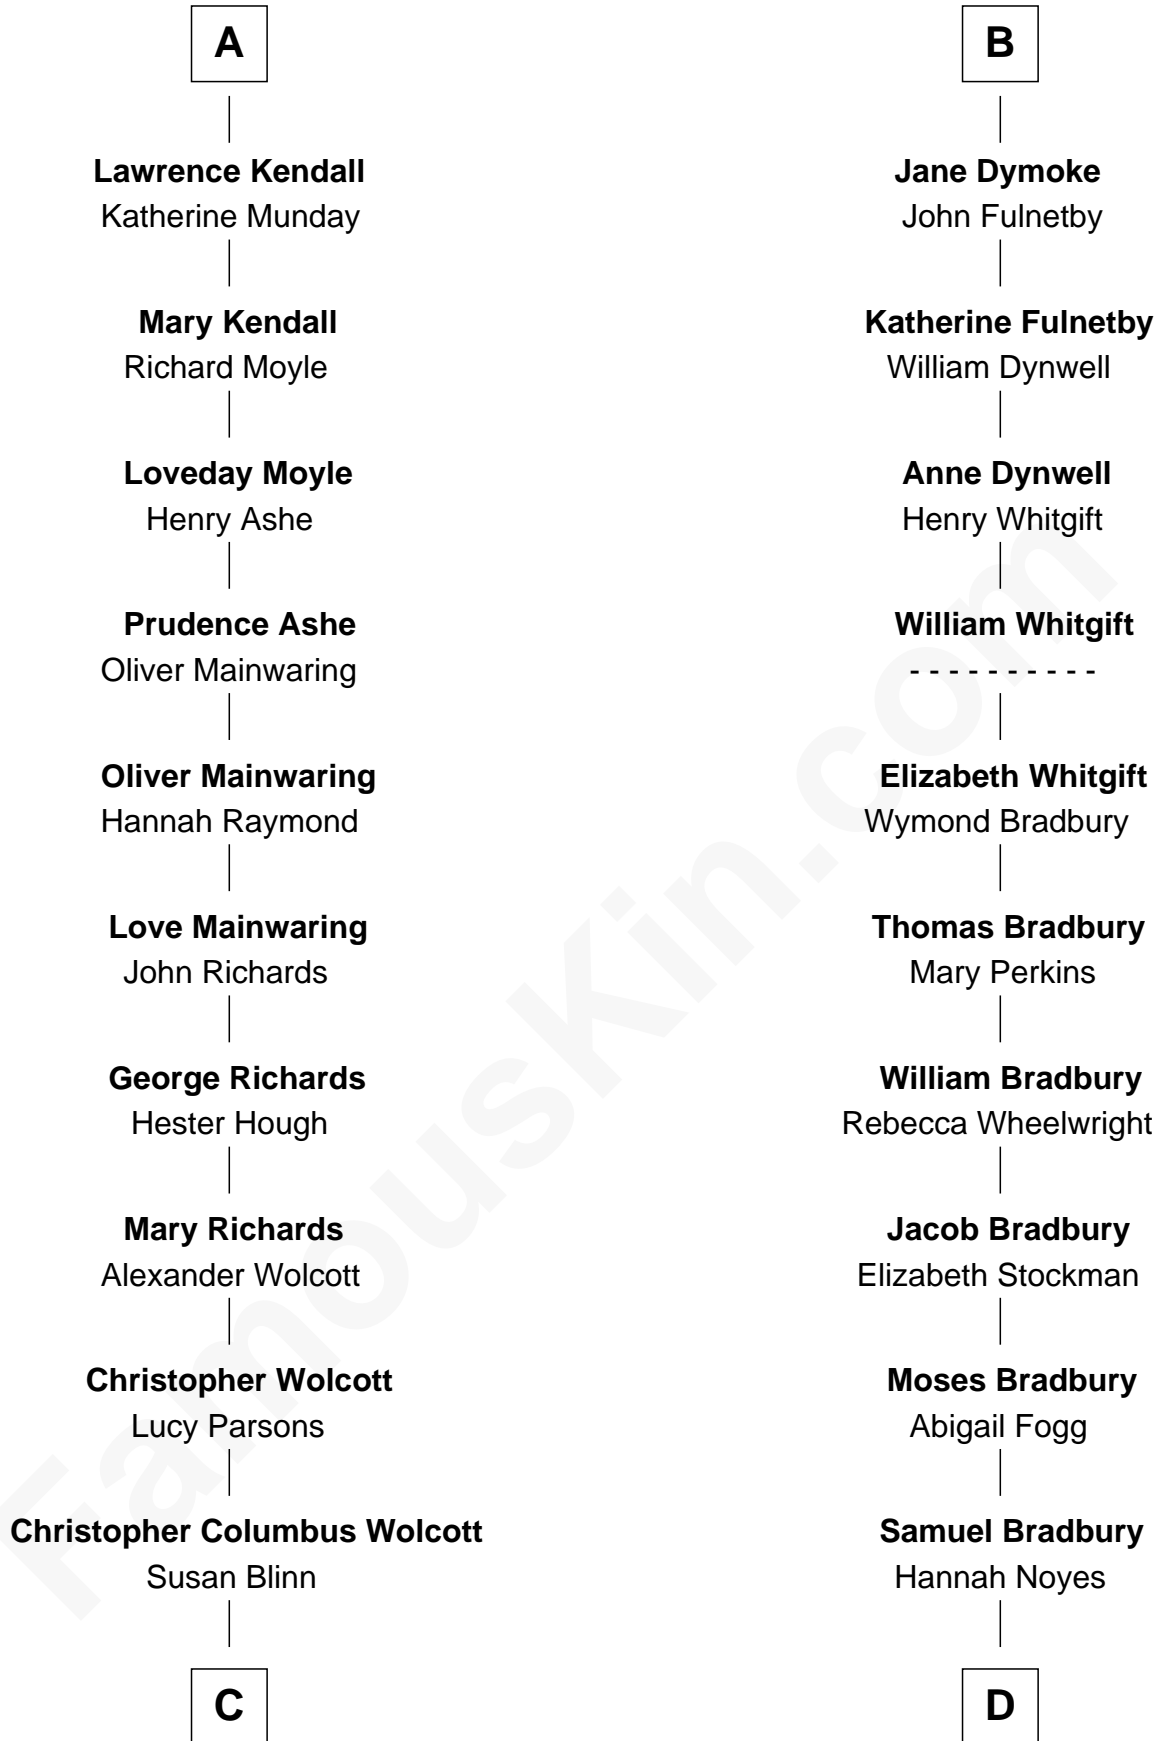 A
Lawrence Kendall
Katherine Munday
Mary Kendall
Richard Moyle
Loveday Moyle
Henry Ashe
Prudence Ashe
Oliver Mainwaring
Oliver Mainwaring
Hannah Raymond
Love Mainwaring
John Richards
George Richards
Hester Hough
Mary Richards
Alexander Wolcott
Christopher Wolcott
Lucy Parsons
Christopher Columbus Wolcott
Susan Blinn
C
B
Jane Dymoke
John Fulnetby
Katherine Fulnetby
William Dynwell
Anne Dynwell
Henry Whitgift
William Whitgift
- - - - - - - - - -
Elizabeth Whitgift
Wymond Bradbury
Thomas Bradbury
Mary Perkins
William Bradbury
Rebecca Wheelwright
Jacob Bradbury
Elizabeth Stockman
Moses Bradbury
Abigail Fogg
Samuel Bradbury
Hannah Noyes
D
FamousKin.com